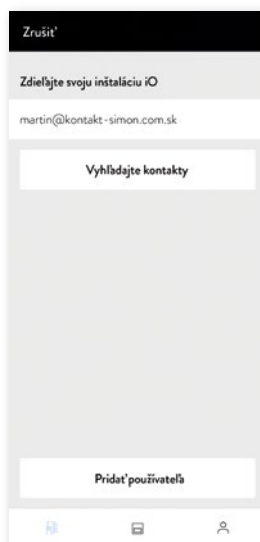 Zrušiť
Zdieľajte svoju inštaláciu iO
martin@kontakt-simon.com.sk
Vyhľadajte kontakty
Pridať používateľa